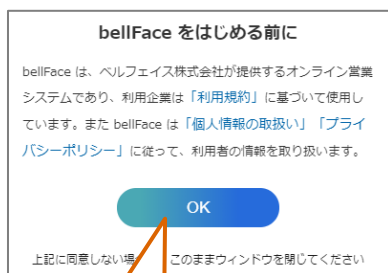 bellFace をはじめる前に
bellFace は、ベルフェイス株式会社が提供するオンライン営業
システムであり、利用企業は「利用規約」に基づいて使用し
ています。また bellFace は「個人情報の取扱い」「プライ
バシーポリシー」に従って、利用者の情報を取り扱います。
OK
上記に同意しない場 このままウィンドウを閉じてください